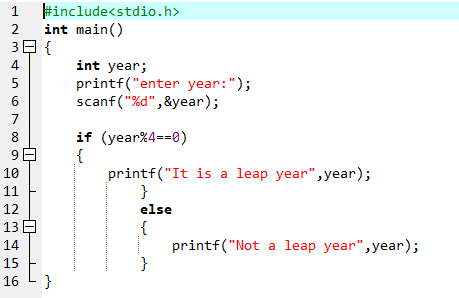 1 #include<stdio.h>
2 int main()
3 {
4 int year;
5 printf("enter year:");
6 scanf("%d",&year);
7
8 if (year%4==0)
9 {
10 printf("It is a leap year",year);
11 }
12 else
13 {
14 printf("Not a leap year",year);
15 }
16 }